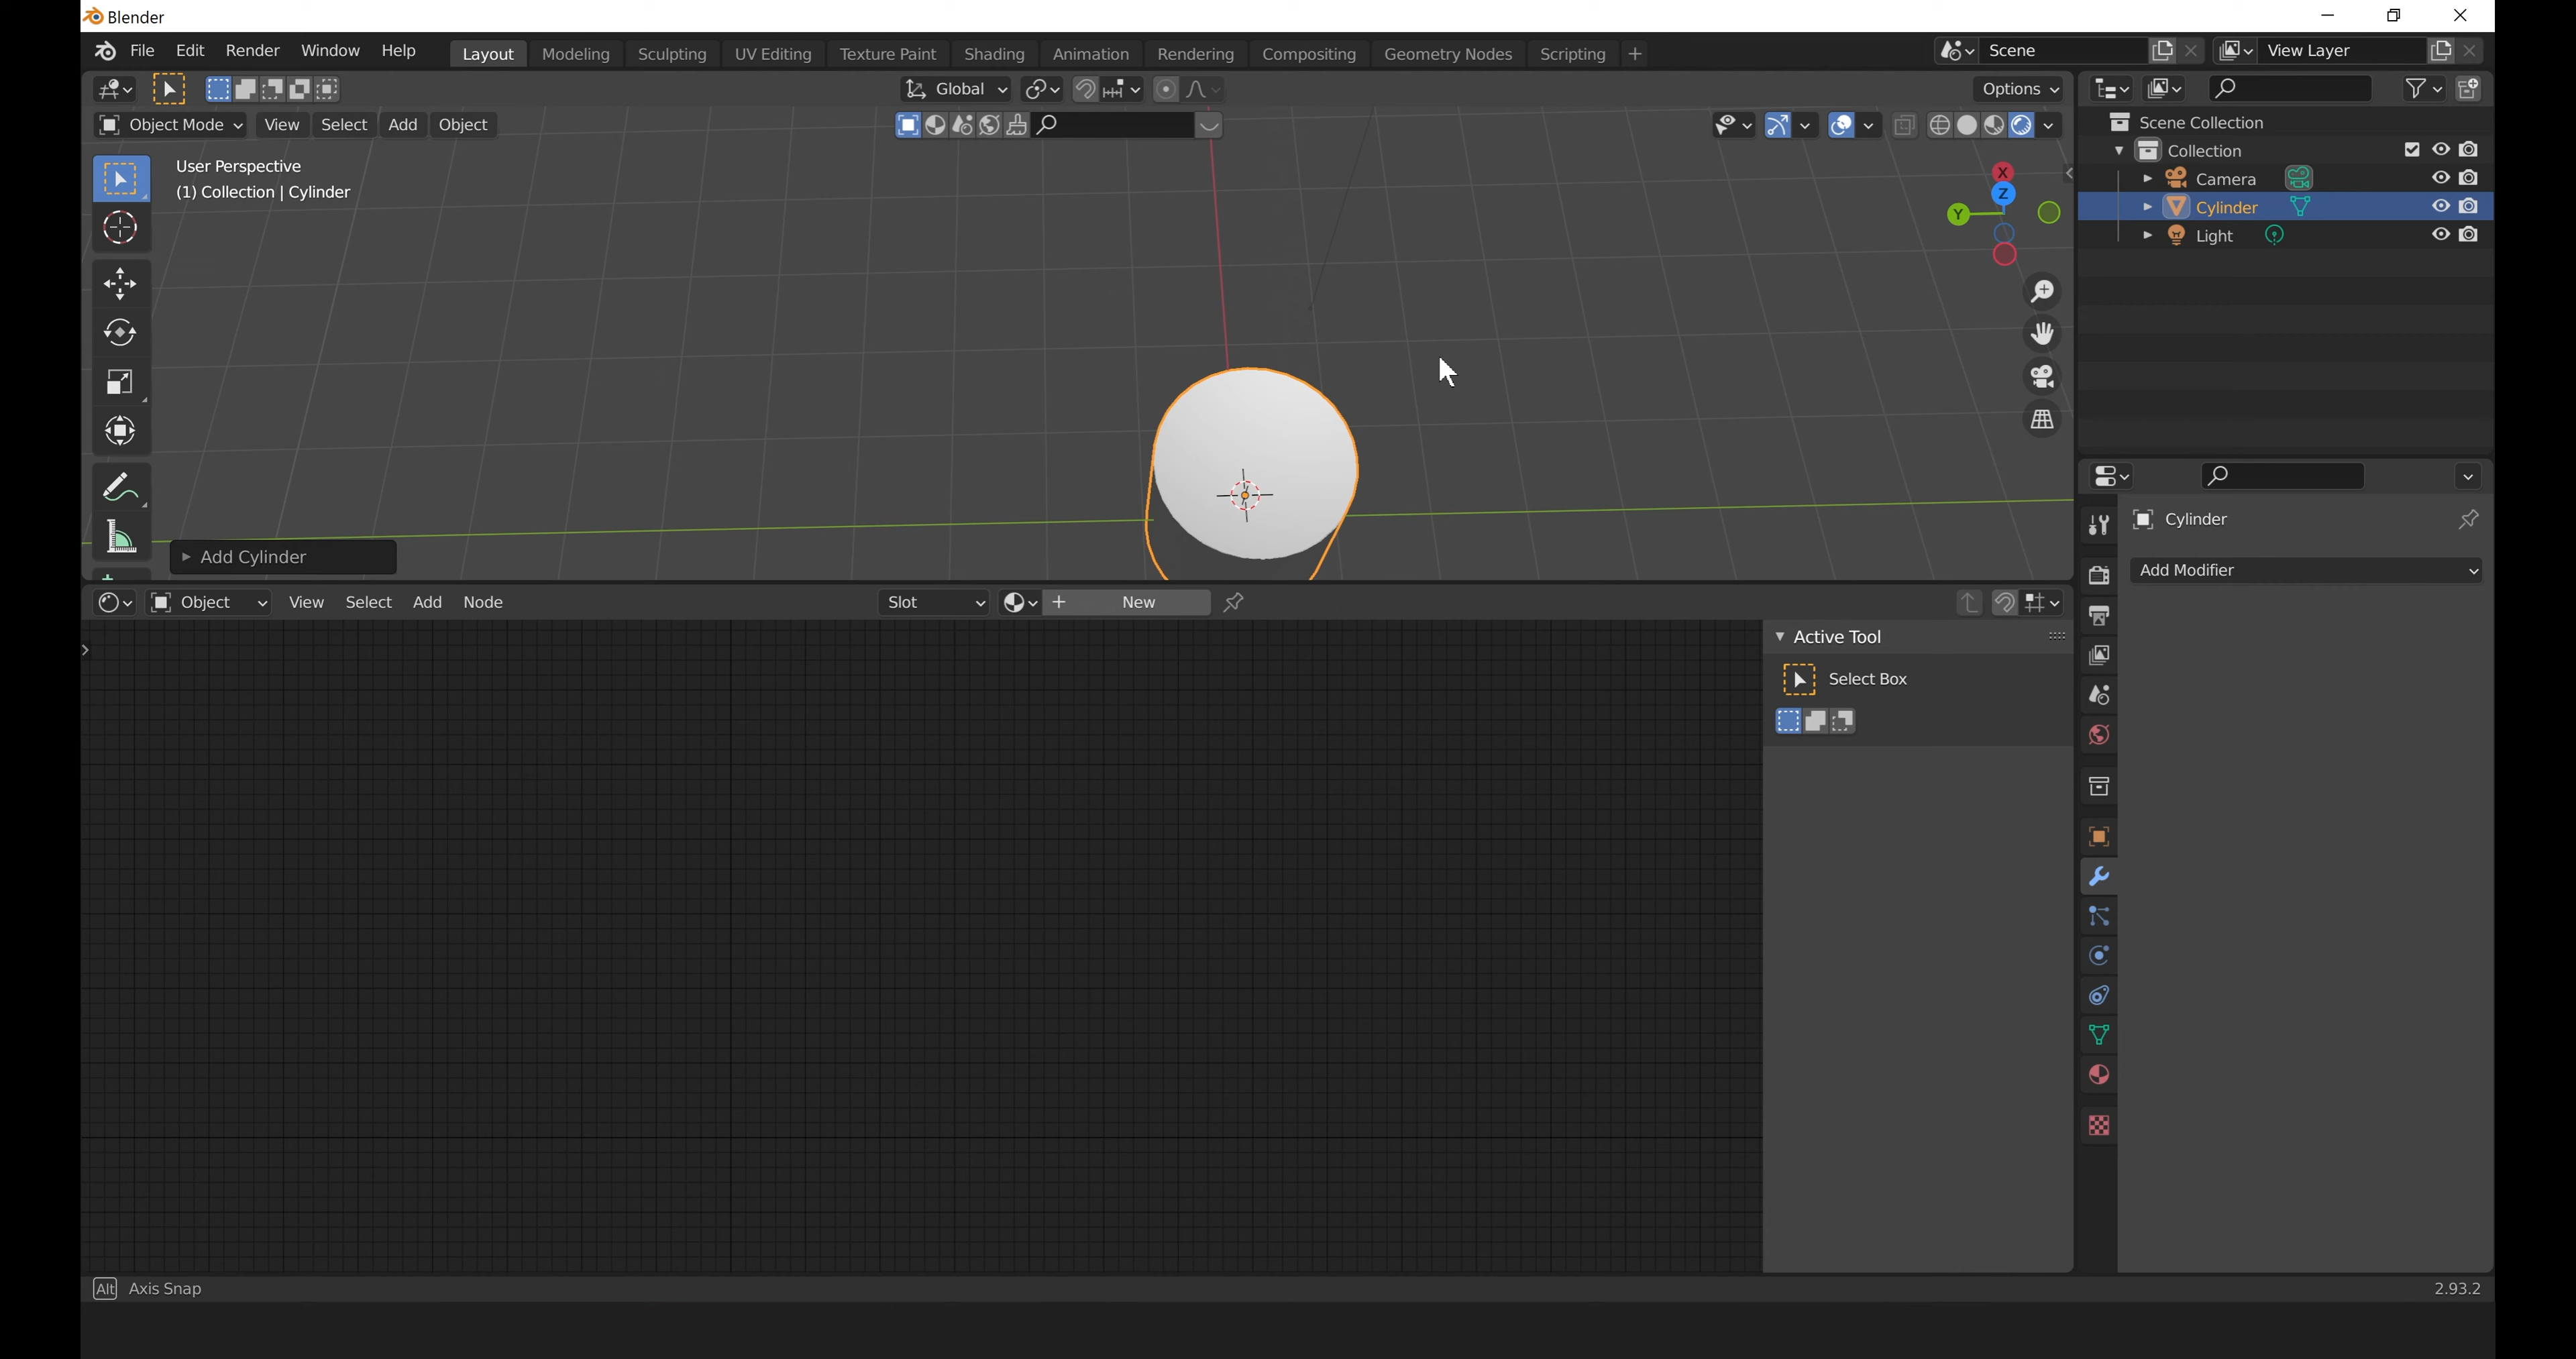 Blender
File Edit Render Window Help Layout Modeling Sculpting UV Editing Texture Paint Shading Animation Rendering Compositing Geometry Nodes Scripting + Scene View Layer
Global Options
Object Mode View Select Add Object
User Perspective
(1) Collection | Cylinder
X
Z
Y
Add Cylinder
Scene Collection
Collection
Camera
Cylinder
Light
Cylinder
Add Modifier
Object View Select Add Node Slot + New
Active Tool
Select Box
Alt Axis Snap 2.93.2